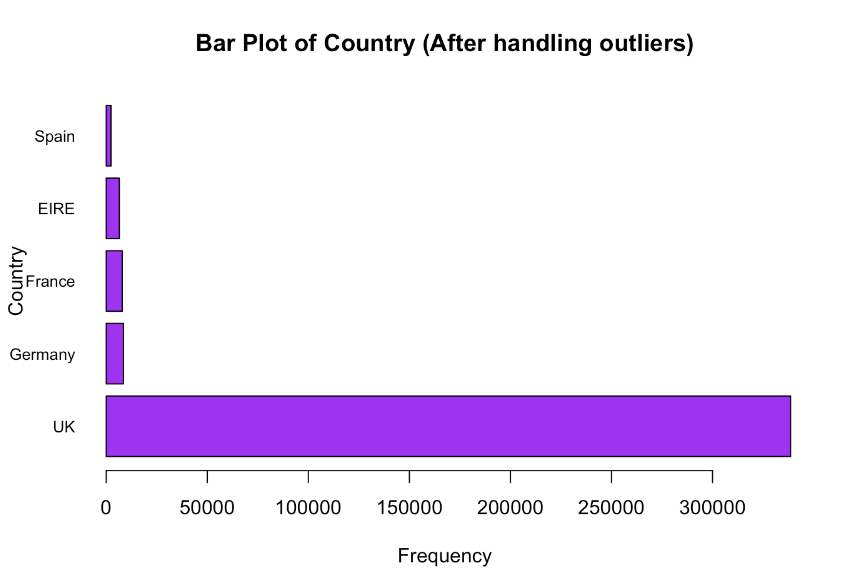 Bar Plot of Country (After handling outliers)
Country
Spain
EIRE
France
Germany
UK
0 50000 100000 150000 200000 250000 300000
Frequency